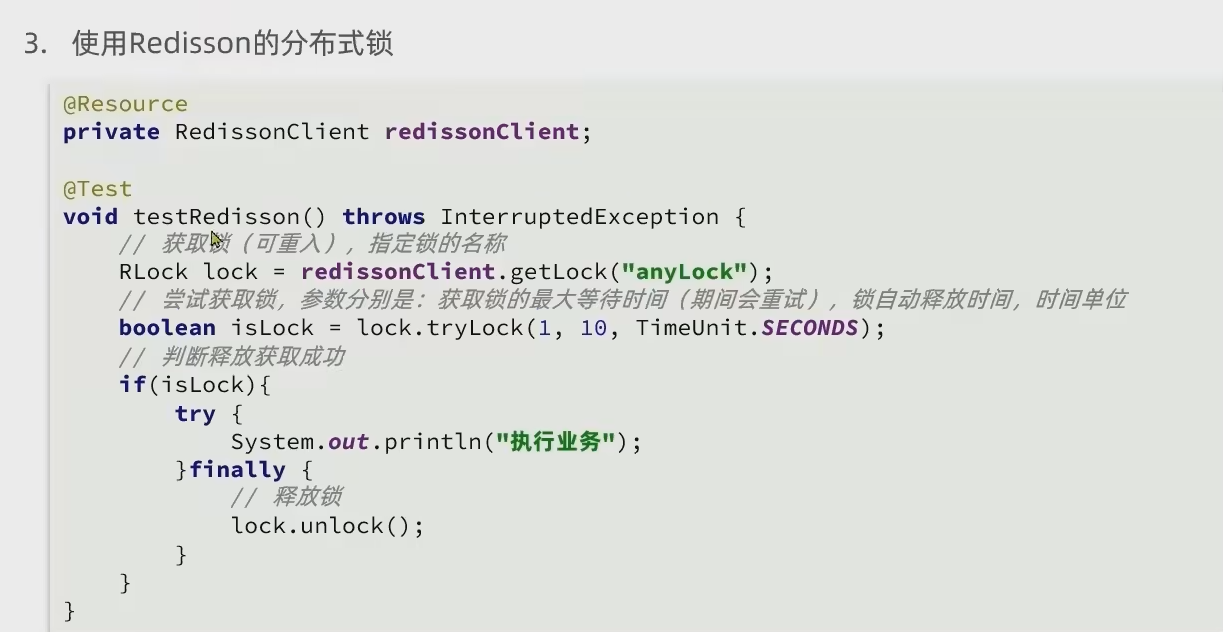 3. 使用Redisson的分布式锁
@Resource
private RedissonClient redissonClient;
@Test
void testRedisson() throws InterruptedException {
// 获取锁（可重入），指定锁的名称
RLock lock = redissonClient.getLock("anyLock");
// 尝试获取锁，参数分别是：获取锁的最大等待时间（期间会重试），锁自动释放时间，时间单位
boolean isLock = lock.tryLock(1, 10, TimeUnit.SECONDS);
// 判断释放获取成功
if(isLock){
try {
System.out.println("执行业务");
}finally {
// 释放锁
lock.unlock();
}
}
}